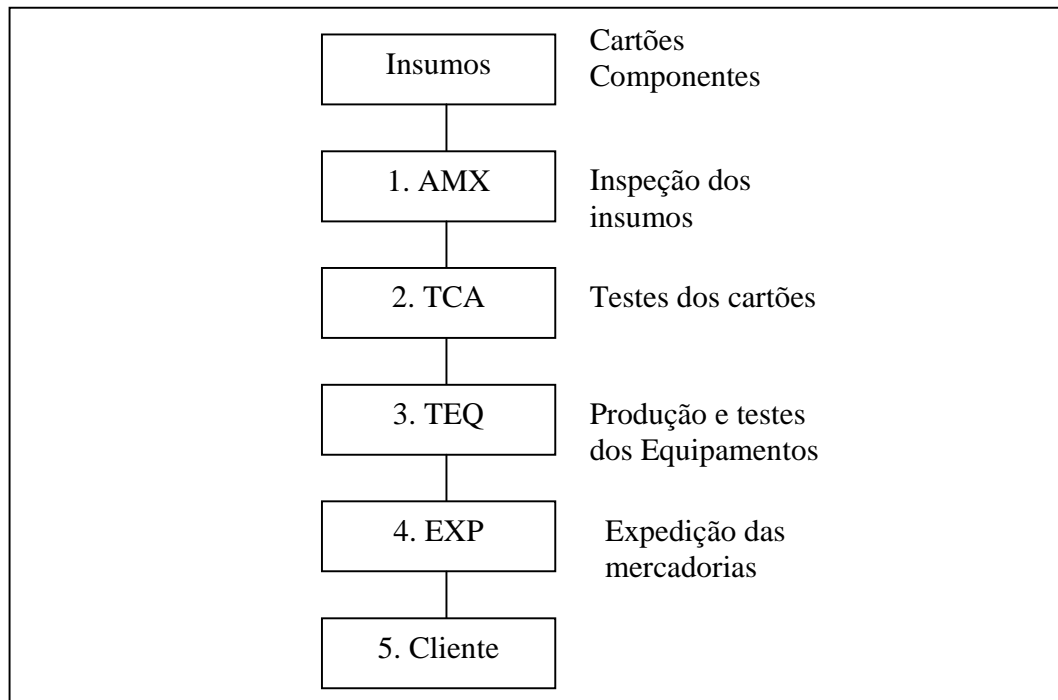 Insumos
Cartões
Componentes
1. AMX
Inspeção dos
insumos
2. TCA
Testes dos cartões
3. TEQ
Produção e testes
dos Equipamentos
4. EXP
Expedição das
mercadorias
5. Cliente